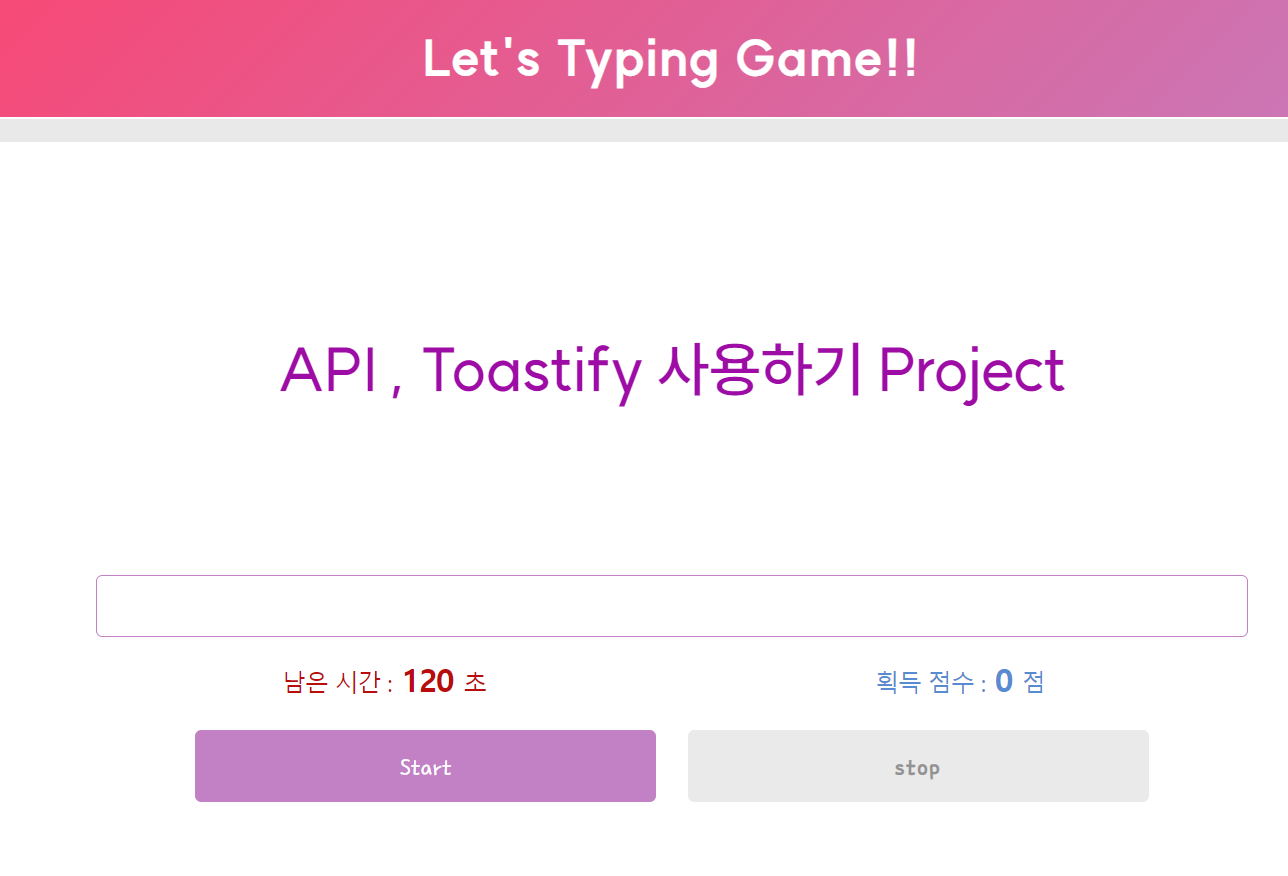 Let's Typing Game!!
API , Toastify 사용하기 Project
남은 시간 : 120 초
획득 점수 : 0 점
Start
stop